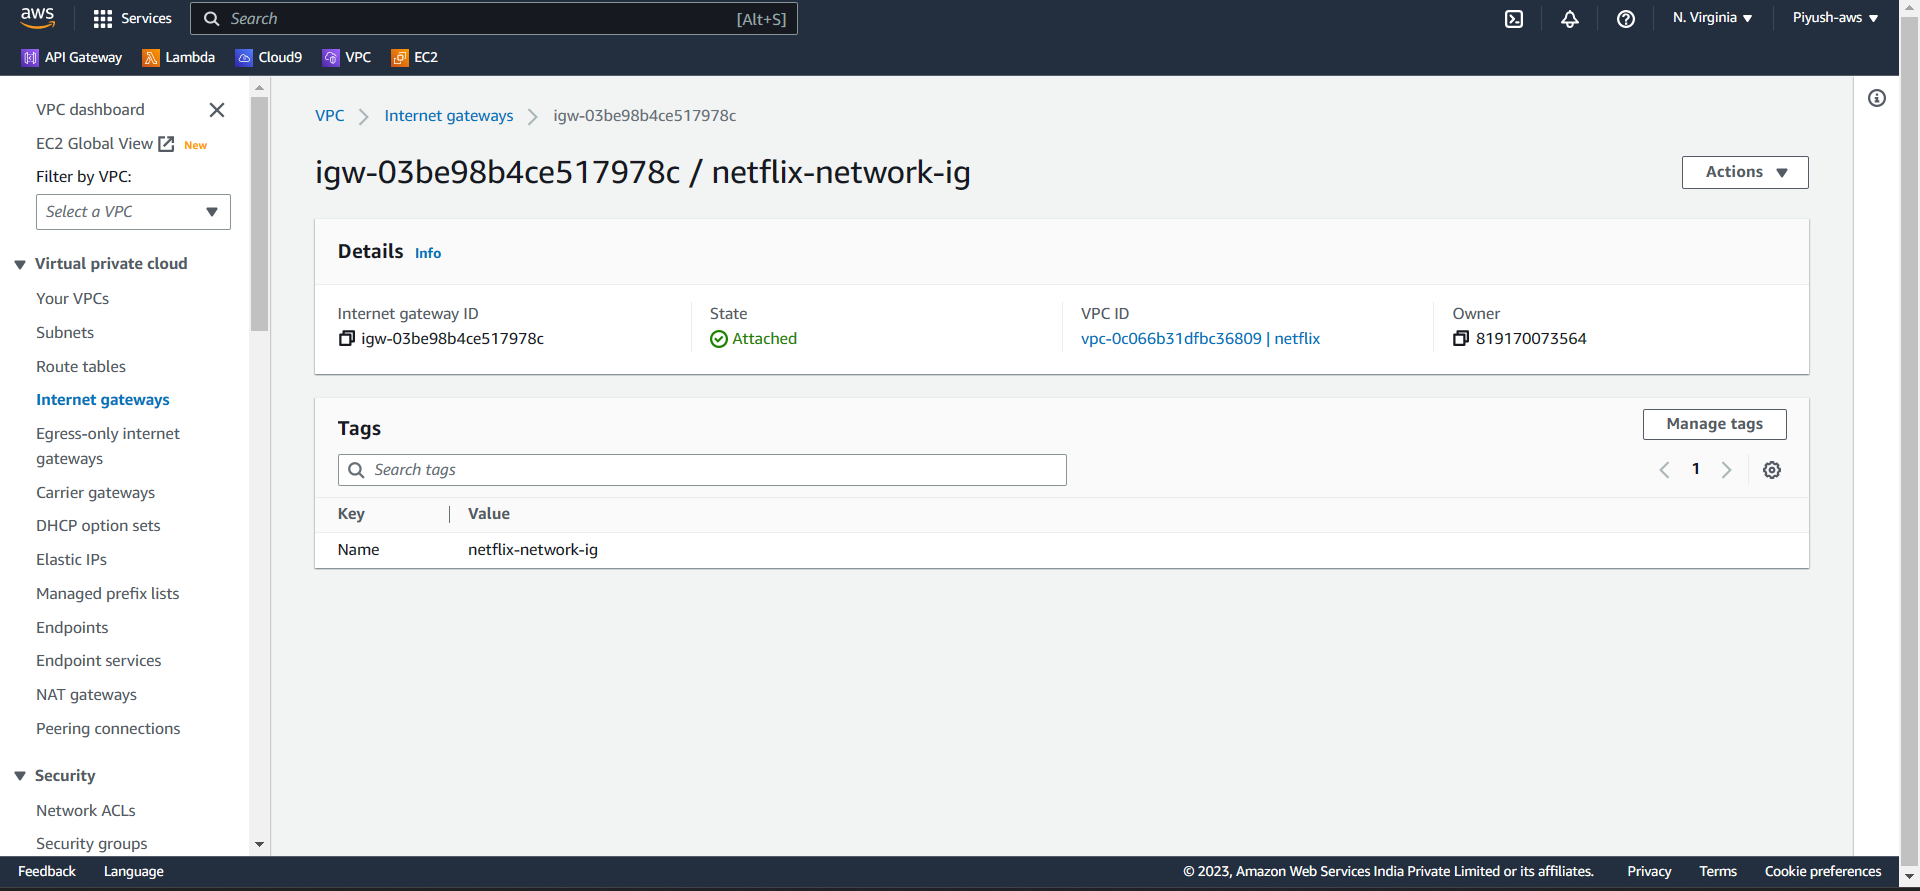 aws
Services
Search [Alt+S]
N. Virginia
Piyush-aws
API Gateway
Lambda
Cloud9
VPC
EC2
VPC dashboard
EC2 Global View New
Filter by VPC:
Select a VPC
Virtual private cloud
Your VPCs
Subnets
Route tables
Internet gateways
Egress-only internet
gateways
Carrier gateways
DHCP option sets
Elastic IPs
Managed prefix lists
Endpoints
Endpoint services
NAT gateways
Peering connections
Security
Network ACLs
Security groups
VPC Internet gateways igw-03be98b4ce517978c
igw-03be98b4ce517978c / netflix-network-ig
Actions
Details Info
Internet gateway ID
igw-03be98b4ce517978c
State
Attached
VPC ID
vpc-0c066b31dfbc36809 | netflix
Owner
819170073564
Tags
Manage tags
Search tags
1
Key Value
Name netflix-network-ig
Feedback Language
© 2023, Amazon Web Services India Private Limited or its affiliates. Privacy Terms Cookie preferences